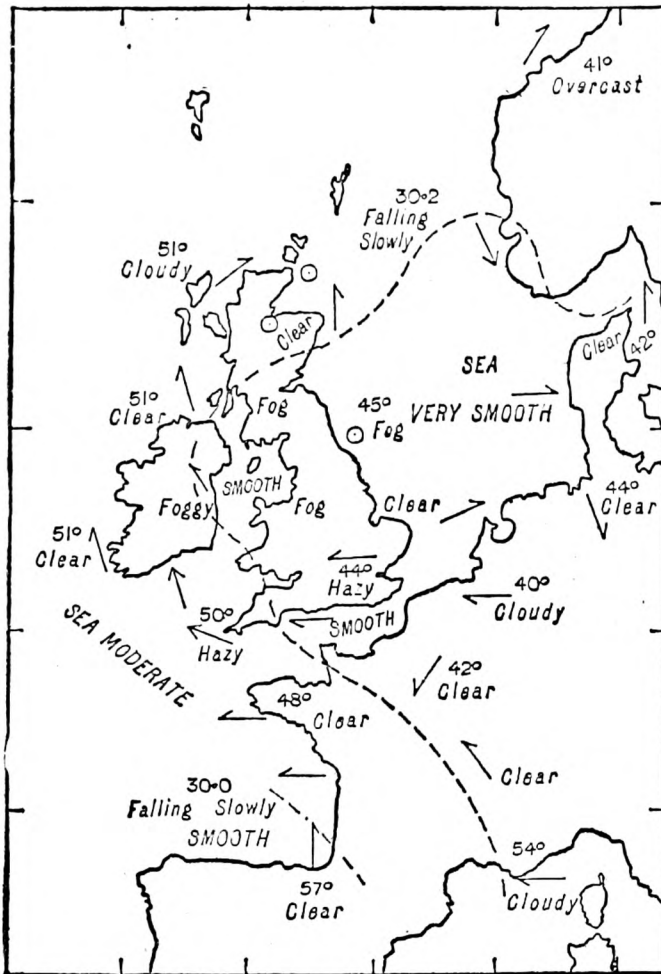 41°
Overcast
30·2
Falling
Slowly
51°
Cloudy
Clear
Clear
42°
SEA
VERY SMOOTH
51°
Clear
Fog
45°
Fog
SMOOTH
Foggy
Fog
Clear
44°
Clear
51°
Clear
44°
Hazy
40°
Cloudy
50°
Hazy
SMOOTH
SEA MODERATE
42°
Clear
48°
Clear
Clear
30·0
Falling Slowly
SMOOTH
54°
Cloudy
57°
Clear